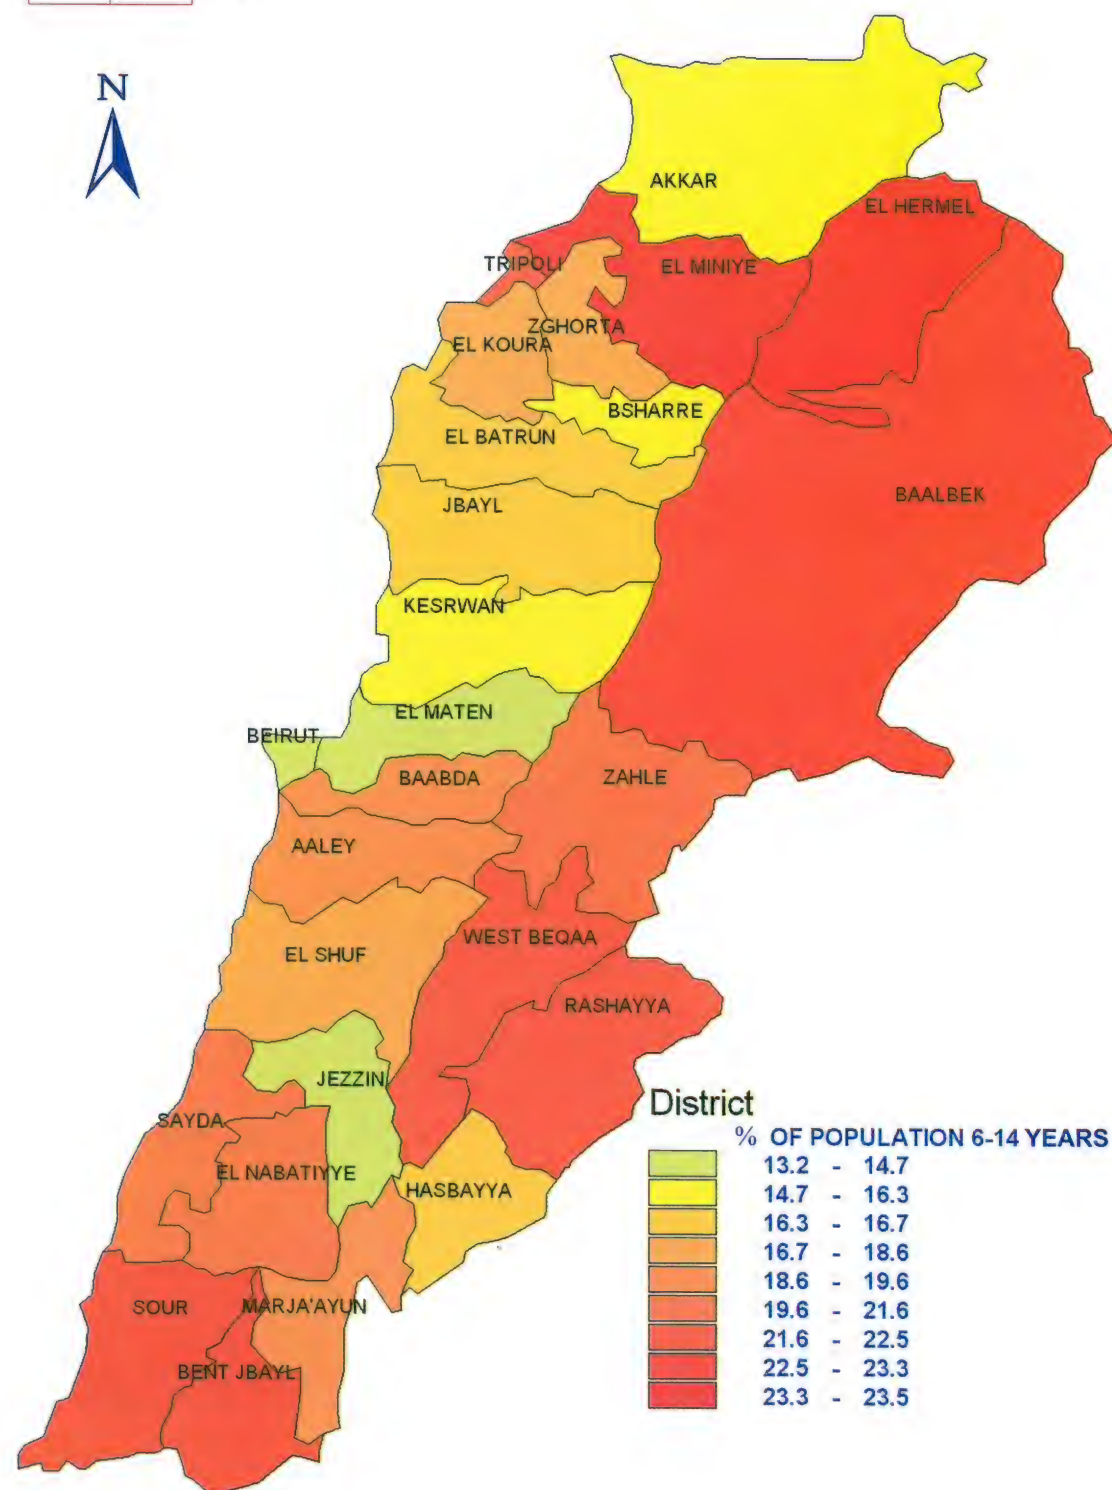 N
AKKAR
EL HERMEL
TRIPOLI
EL MINIYE
ZGHORTA
EL KOURA
BSHARRE
EL BATRUN
BAALBEK
JBAYL
KESRWAN
EL MATEN
BEIRUT
BAABDA
ZAHLE
AALEY
WEST BEQAA
EL SHUF
RASHAYYA
JEZZIN
SAYDA
EL NABATIYYE
HASBAYYA
SOUR
MARJA'AYUN
BENT JBAYL
District
% OF POPULATION 6-14 YEARS
13.2 - 14.7
14.7 - 16.3
16.3 - 16.7
16.7 - 18.6
18.6 - 19.6
19.6 - 21.6
21.6 - 22.5
22.5 - 23.3
23.3 - 23.5